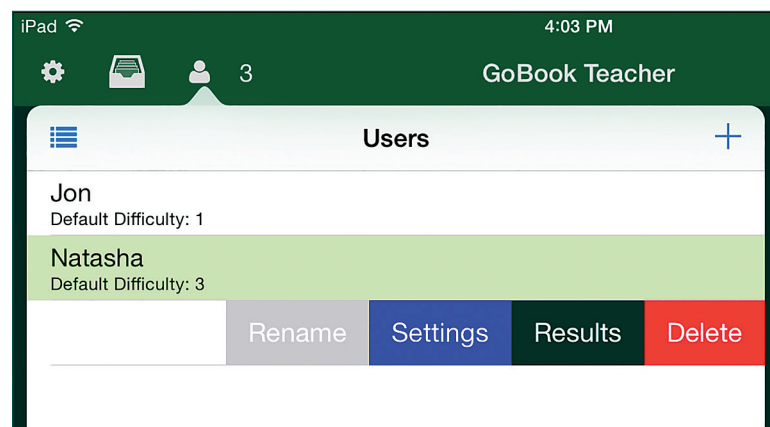 iPad 4:03 PM
3 GoBook Teacher
Users
Jon
Default Difficulty: 1
Natasha
Default Difficulty: 3
Rename Settings Results Delete